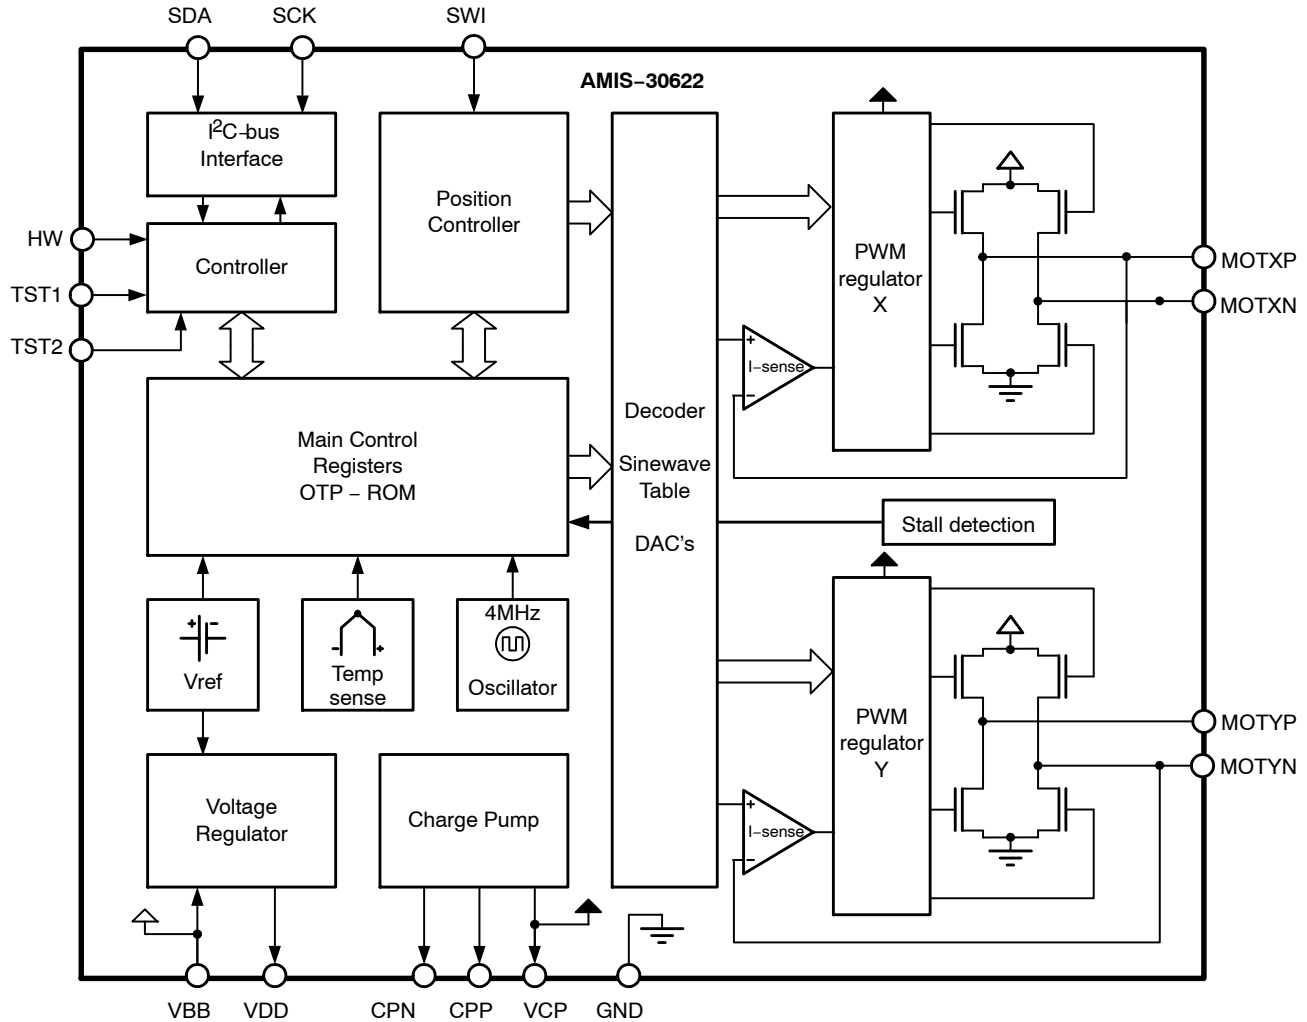 SDA
SCK
SWI
AMIS−30622
I2C-bus
Interface
Position
Controller
HW
Controller
TST1
TST2
PWM
regulator
X
MOTXP
MOTXN
+
I−sense
−
Main Control
Registers
OTP − ROM
Decoder
Sinewave
Table
DAC's
Stall detection
+ -
Vref
- +
Temp
sense
4MHz
Oscillator
PWM
regulator
Y
MOTYP
MOTYN
+
I−sense
−
Voltage
Regulator
Charge Pump
VBB
VDD
CPN
CPP
VCP
GND